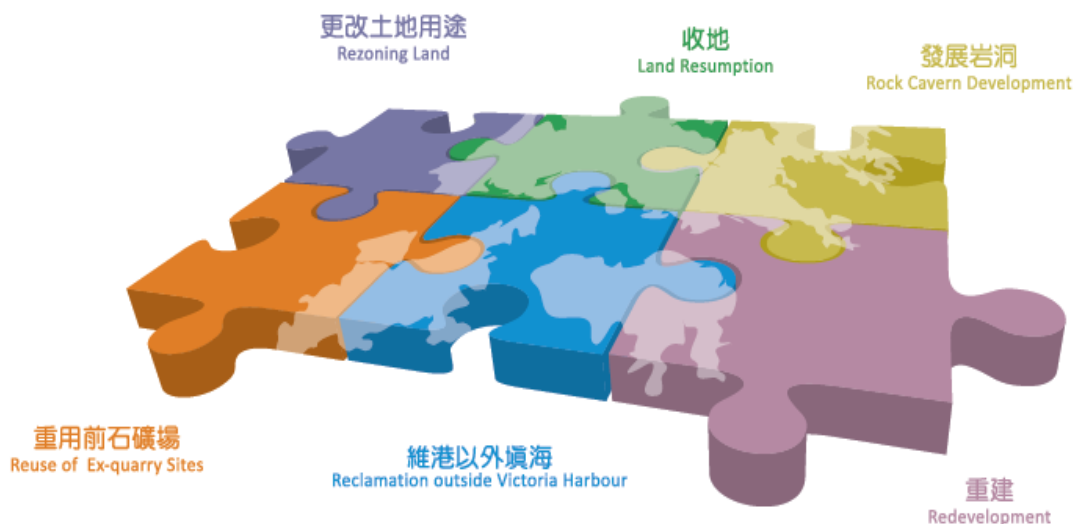 更改土地用途
Rezoning Land
收地
Land Resumption
發展岩洞
Rock Cavern Development
重用前石礦場
Reuse of Ex-quarry Sites
維港以外填海
Reclamation outside Victoria Harbour
重建
Redevelopment